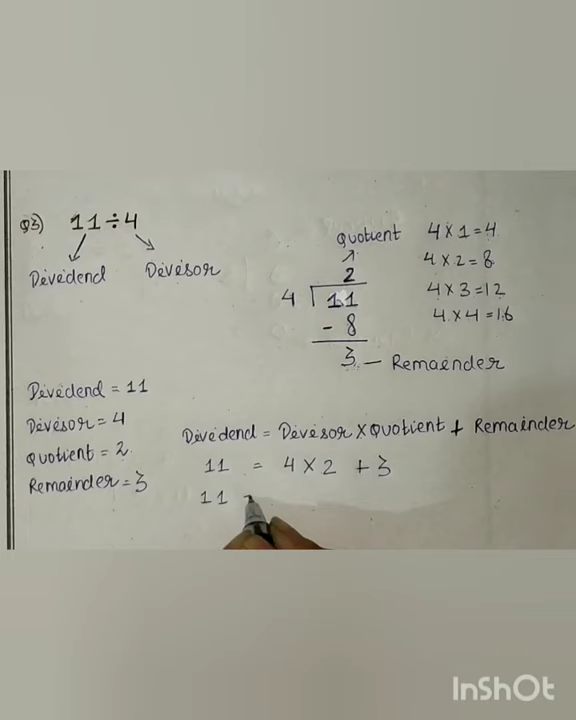 Q3) 11÷4
Dividend Divisor
Quotient
2
4 11
- 8
3 — Remainder
4 × 1 = 4
4 × 2 = 8
4 × 3 = 12
4 × 4 = 16
Dividend = 11
Divisor = 4
Quotient = 2
Remainder = 3
Dividend = Divisor × Quotient + Remainder
11 = 4 × 2 + 3
11
InShOt